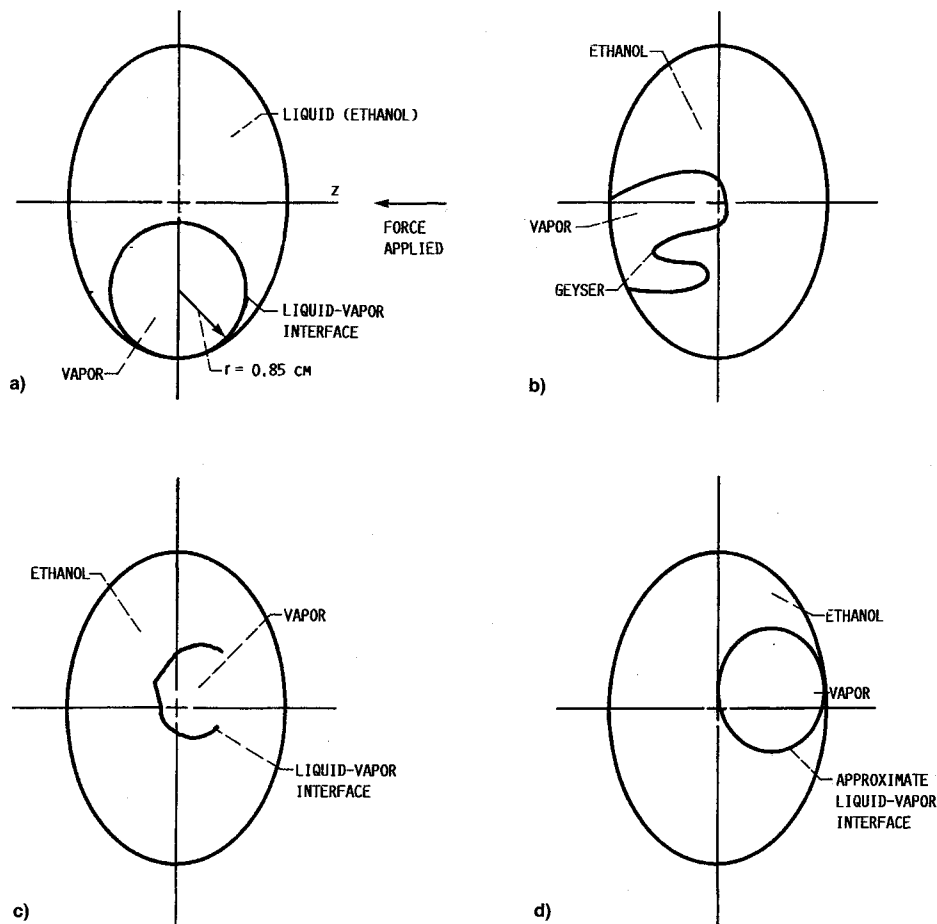 LIQUID (ETHANOL)
Z
FORCE
APPLIED
LIQUID-VAPOR
INTERFACE
VAPOR
r = 0.85 CM
a)
ETHANOL
VAPOR
GEYSER
b)
ETHANOL
VAPOR
LIQUID-VAPOR
INTERFACE
c)
ETHANOL
VAPOR
APPROXIMATE
LIQUID-VAPOR
INTERFACE
d)